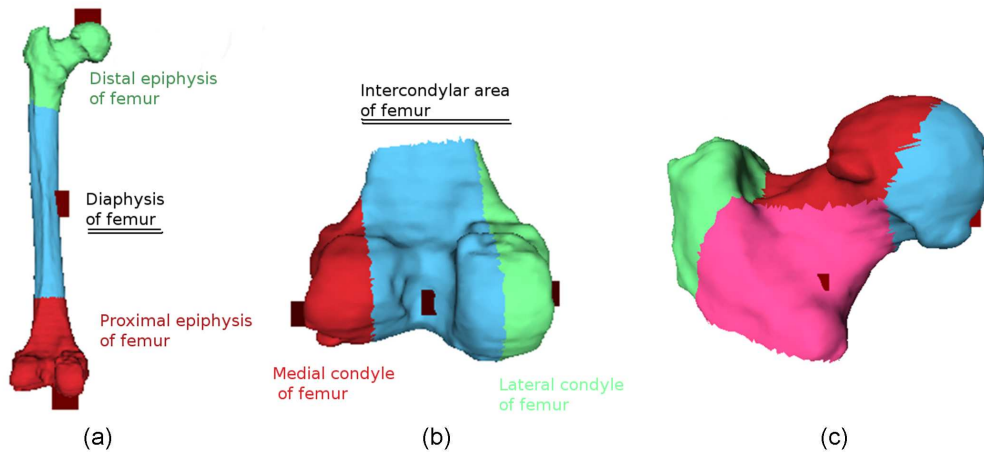 Distal epiphysis
of femur
Diaphysis
of femur
Proximal epiphysis
of femur
(a)
Intercondylar area
of femur
Medial condyle
of femur
Lateral condyle
of femur
(b)
(c)